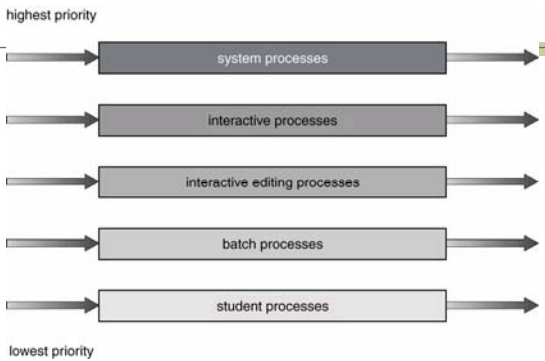 highest priority
system processes
interactive processes
interactive editing processes
batch processes
student processes
lowest priority